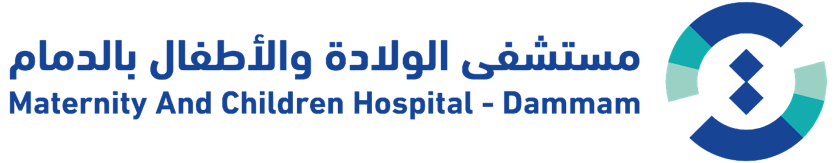 مستشفى الولادة والأطفال بالدمام
Maternity And Children Hospital - Dammam